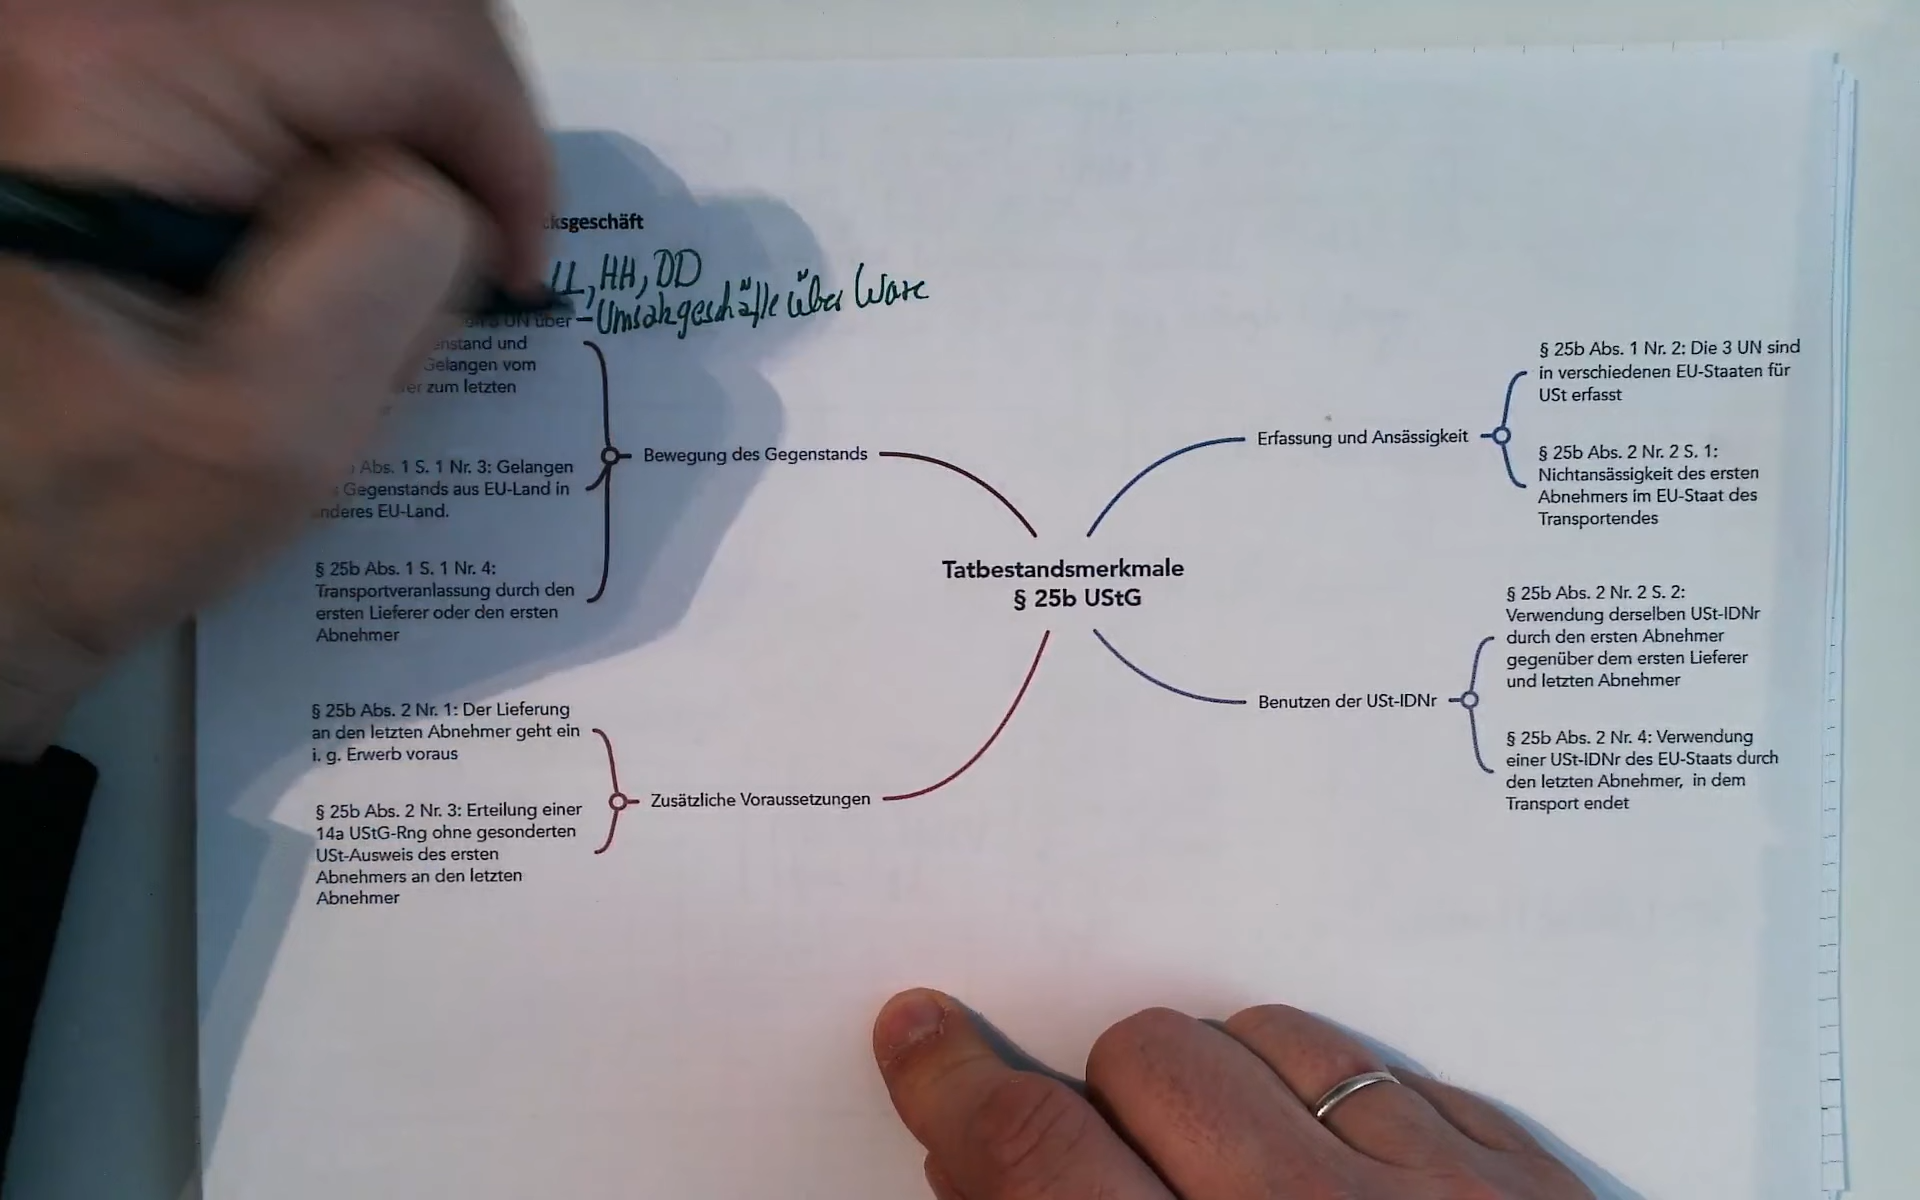 ksgeschäft
LL, HH, DD
UN über – Umsatzgeschäfte über Ware
enstand und
Gelangen vom
er zum letzten
Abs. 1 S. 1 Nr. 3: Gelangen
Gegenstands aus EU-Land in
nderes EU-Land.
§ 25b Abs. 1 S. 1 Nr. 4:
Transportveranlassung durch den
ersten Lieferer oder den ersten
Abnehmer
Bewegung des Gegenstands
§ 25b Abs. 2 Nr. 1: Der Lieferung
an den letzten Abnehmer geht ein
i. g. Erwerb voraus
§ 25b Abs. 2 Nr. 3: Erteilung einer
14a UStG-Rng ohne gesonderten
USt-Ausweis des ersten
Abnehmers an den letzten
Abnehmer
Zusätzliche Voraussetzungen
Tatbestandsmerkmale
§ 25b UStG
Erfassung und Ansässigkeit
§ 25b Abs. 1 Nr. 2: Die 3 UN sind
in verschiedenen EU-Staaten für
USt erfasst
§ 25b Abs. 2 Nr. 2 S. 1:
Nichtansässigkeit des ersten
Abnehmers im EU-Staat des
Transportendes
Benutzen der USt-IDNr
§ 25b Abs. 2 Nr. 2 S. 2:
Verwendung derselben USt-IDNr
durch den ersten Abnehmer
gegenüber dem ersten Lieferer
und letzten Abnehmer
§ 25b Abs. 2 Nr. 4: Verwendung
einer USt-IDNr des EU-Staats durch
den letzten Abnehmer, in dem
Transport endet